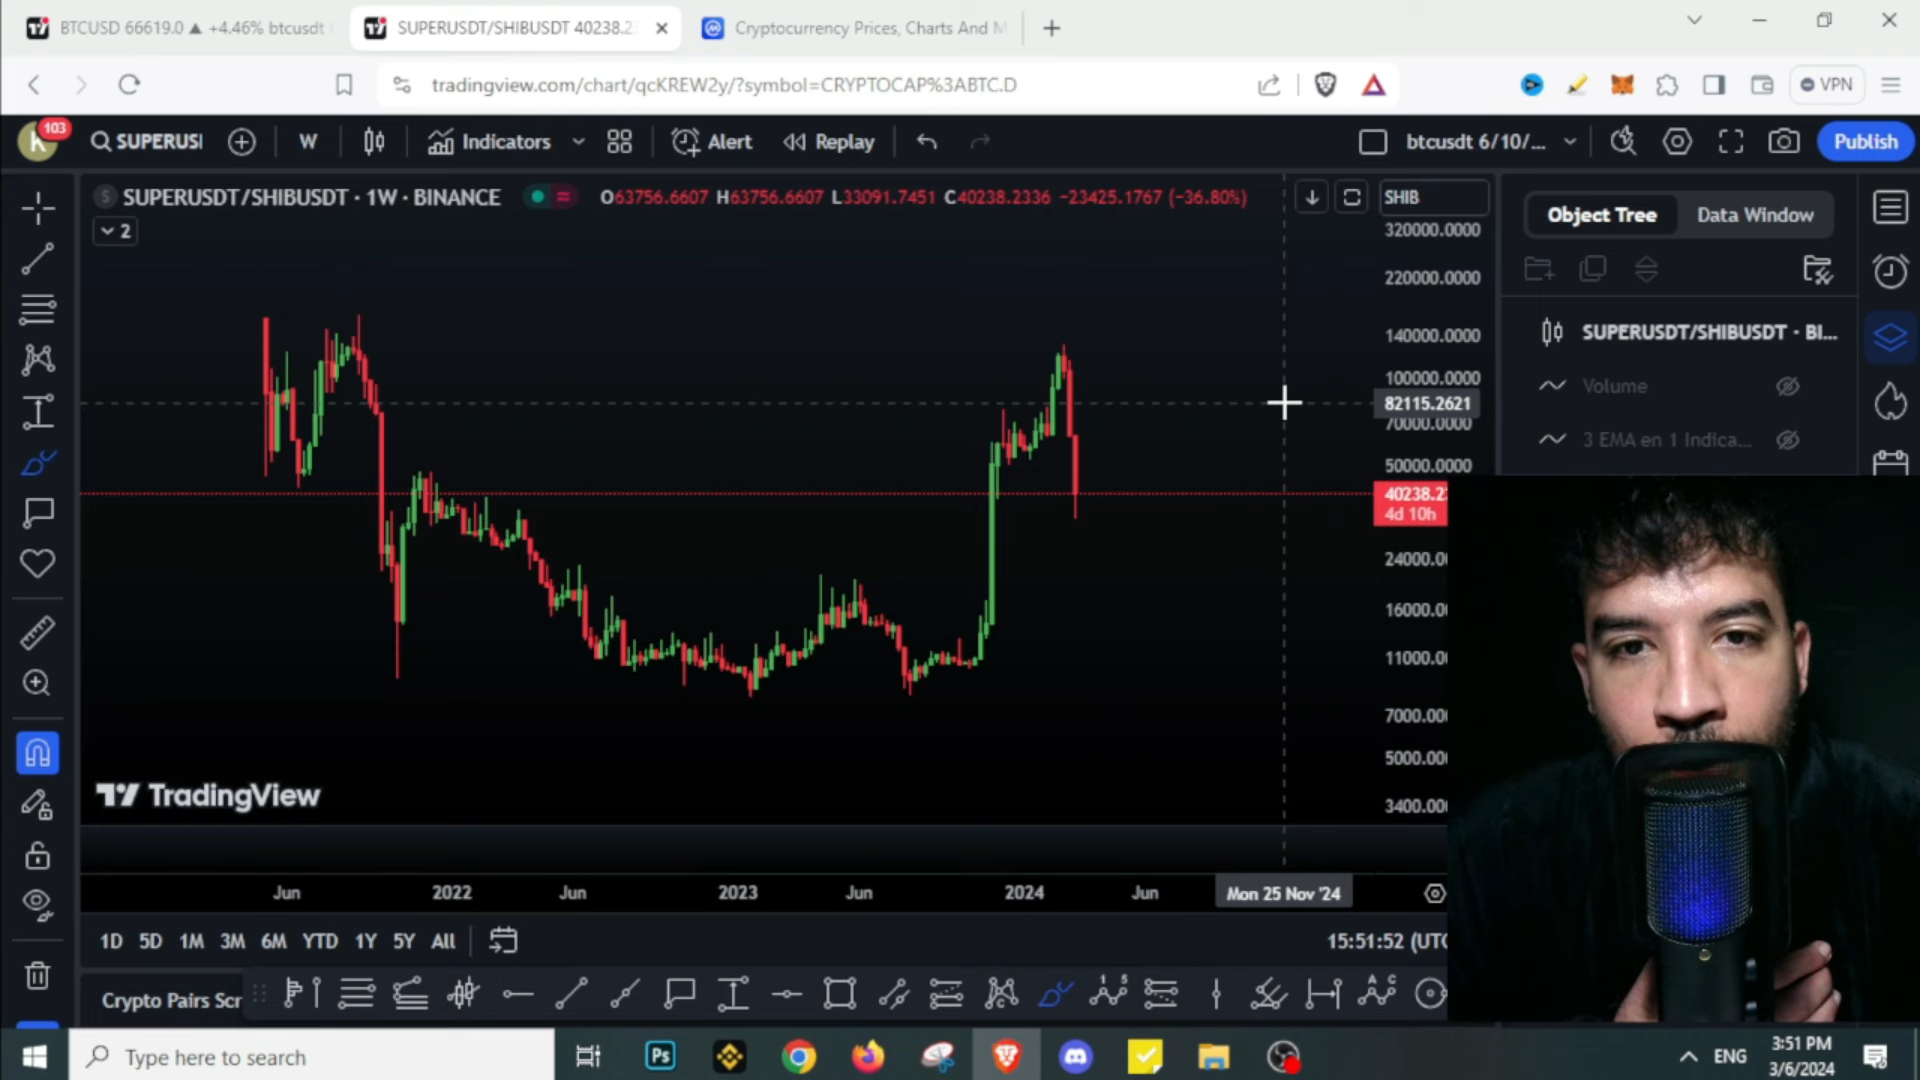 BTCUSD 66619.0 ▲ +4.46% btcusdt
SUPERUSDT/SHIBUSDT 40238.2
Cryptocurrency Prices, Charts And M
tradingview.com/chart/qcKREW2y/?symbol=CRYPTOCAP%3ABTC.D
VPN
K
103
SUPERUS
W
Indicators
Alert
Replay
btcusdt 6/10/...
Publish
S SUPERUSDT/SHIBUSDT · 1W · BINANCE
O63756.6607 H63756.6607 L33091.7451 C40238.2336 −23425.1767 (−36.80%)
2
SHIB
320000.0000
220000.0000
140000.0000
100000.0000
82115.2621
70000.0000
50000.0000
40238.2
4d 10h
24000.0
16000.0
11000.0
7000.00
5000.00
3400.00
Object Tree
Data Window
SUPERUSDT/SHIBUSDT · BI...
Volume
3 EMA en 1 Indica...
TradingView
Jun
2022
Jun
2023
Jun
2024
Jun
Mon 25 Nov '24
1D 5D 1M 3M 6M YTD 1Y 5Y All
15:51:52 (UTC
Crypto Pairs Scr
Type here to search
Ps
ENG
3:51 PM
3/6/2024